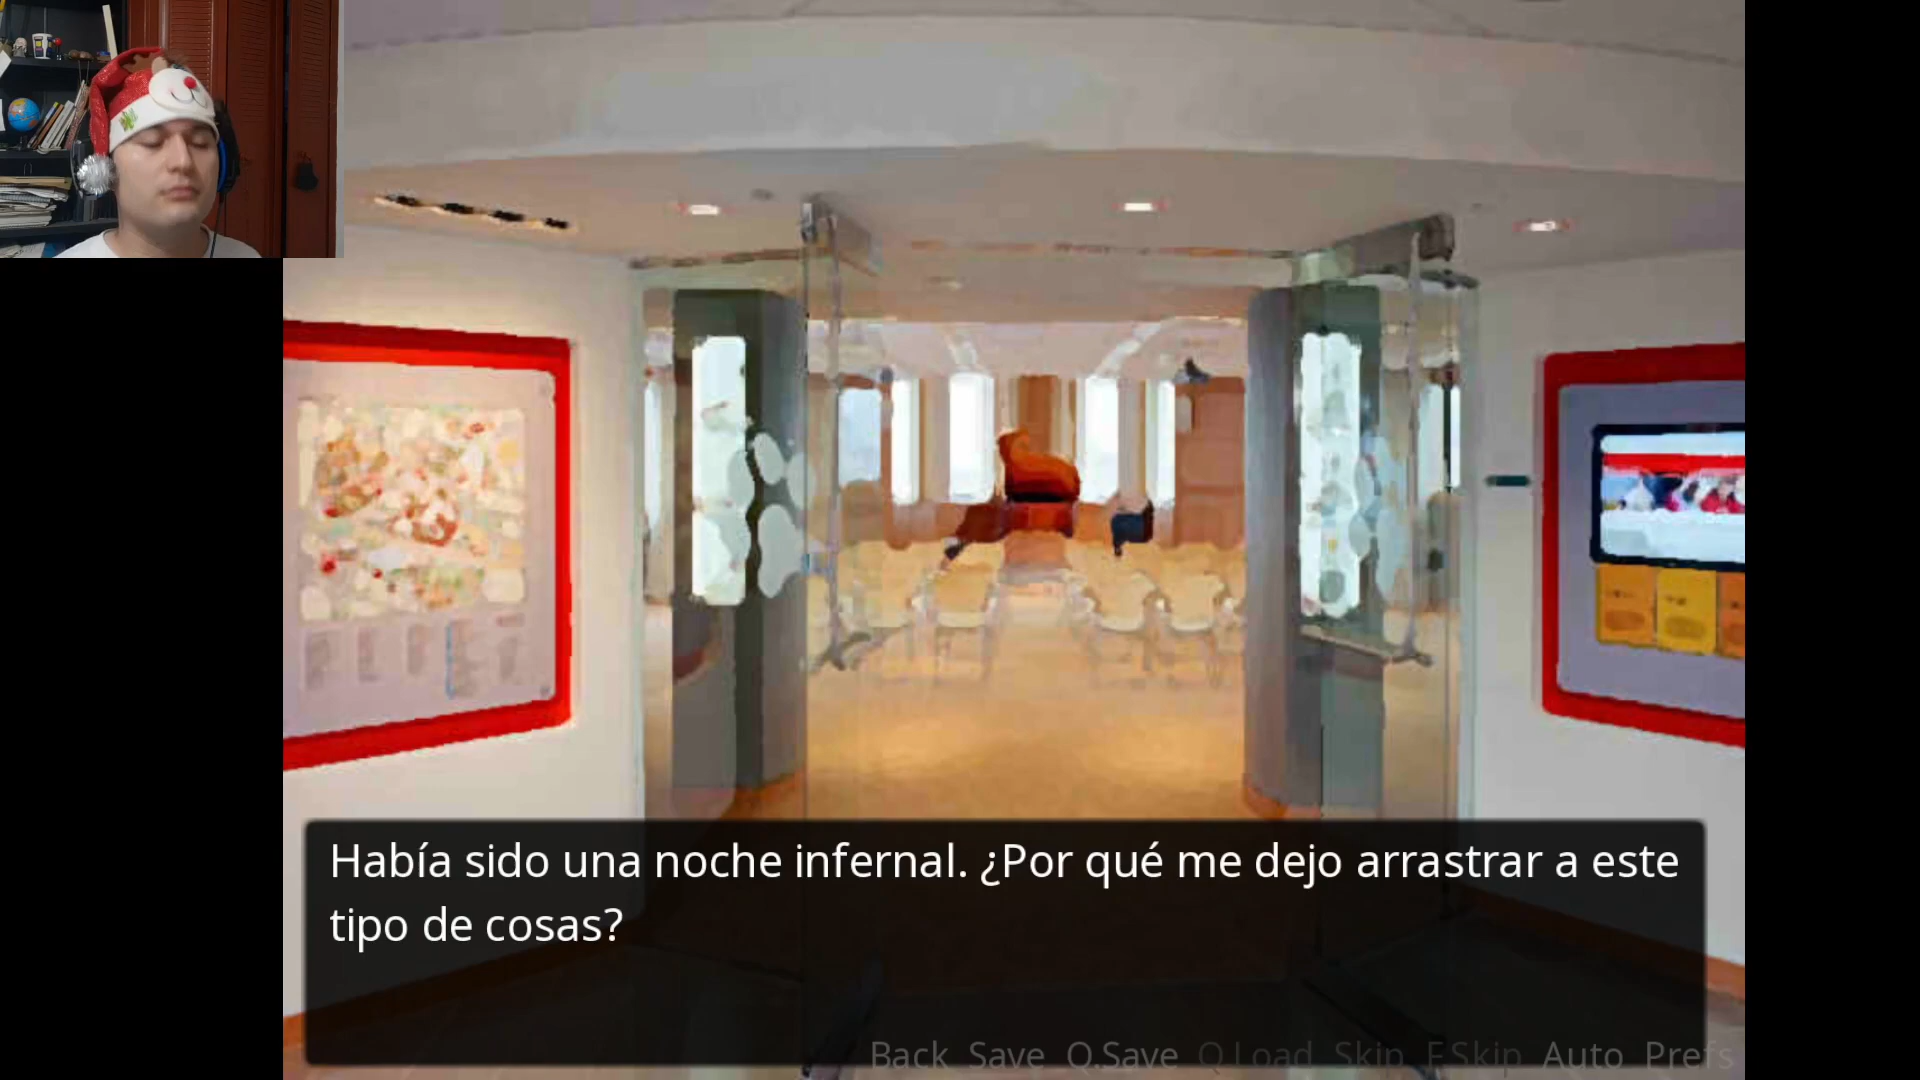 Había sido una noche infernal. ¿Por qué me dejo arrastrar a este
tipo de cosas?
Back Save Q.Save Q.Load Skip F.Skip Auto Prefs